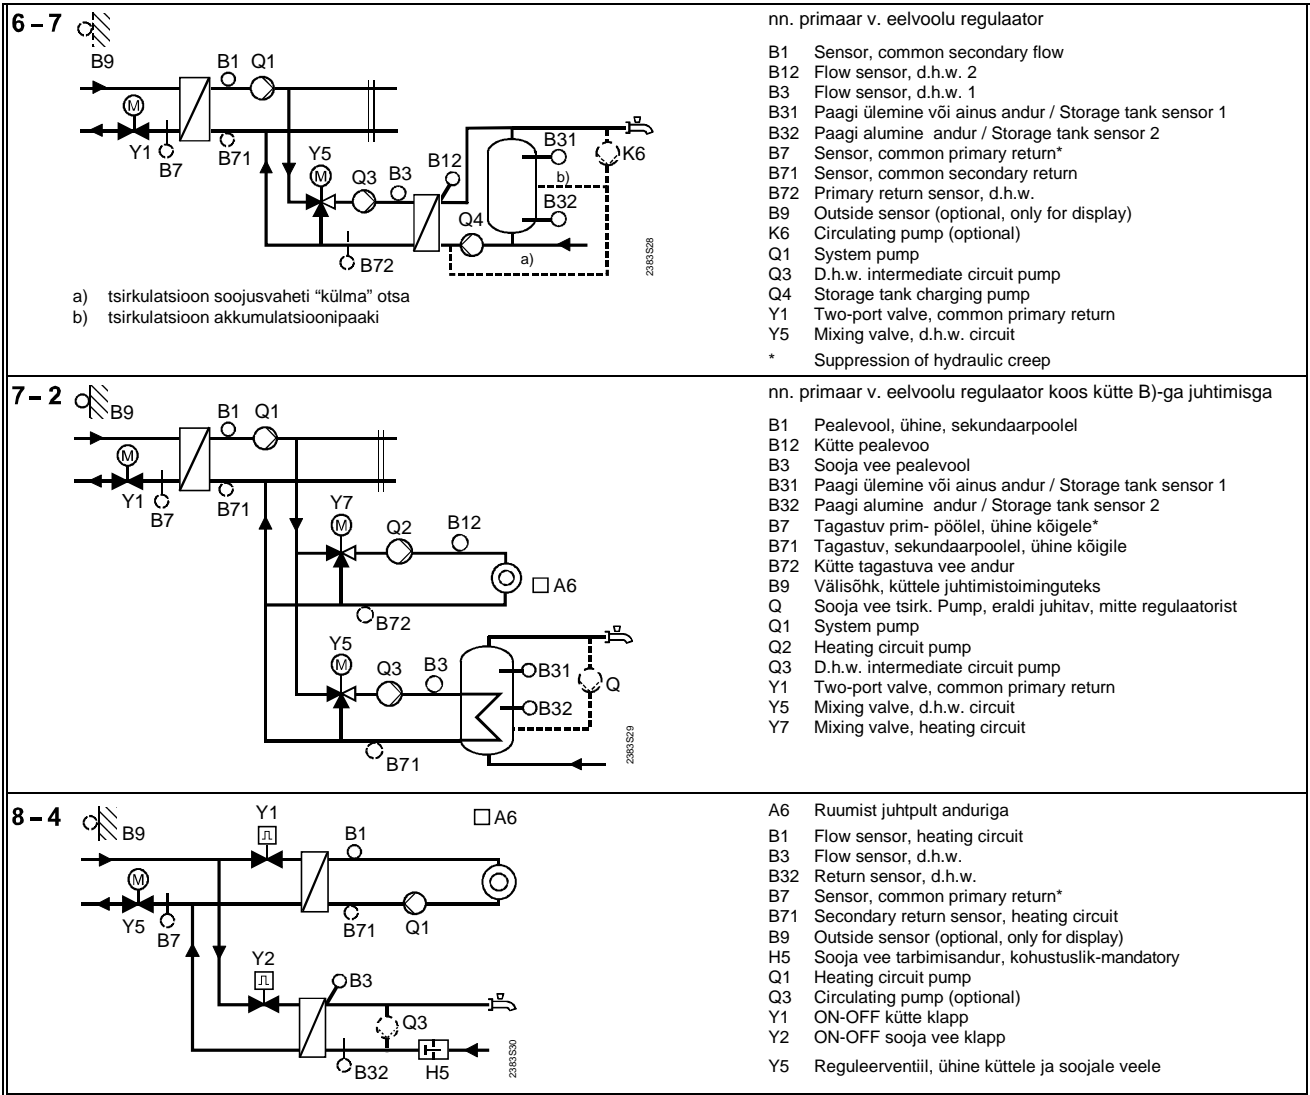 6 – 7
B9
B1
Q1
M
Y1
B7
B71
Y5
M
Q3
B3
B12
B31
K6
b)
B32
Q4
B72
a)
2383S28
a) tsirkulatsioon soojusvaheti “külma” otsa
b) tsirkulatsioon akkumulatsioonipaaki
nn. primaar v. eelvoolu regulaator
B1 Sensor, common secondary flow
B12 Flow sensor, d.h.w. 2
B3 Flow sensor, d.h.w. 1
B31 Paagi ülemine või ainus andur / Storage tank sensor 1
B32 Paagi alumine andur / Storage tank sensor 2
B7 Sensor, common primary return*
B71 Sensor, common secondary return
B72 Primary return sensor, d.h.w.
B9 Outside sensor (optional, only for display)
K6 Circulating pump (optional)
Q1 System pump
Q3 D.h.w. intermediate circuit pump
Q4 Storage tank charging pump
Y1 Two-port valve, common primary return
Y5 Mixing valve, d.h.w. circuit
* Suppression of hydraulic creep
7 – 2
B9
B1
Q1
M
Y1
B7
B71
Y7
M
Q2
B12
A6
B72
Y5
M
Q3
B3
B31
Q
B32
B71
2383S29
nn. primaar v. eelvoolu regulaator koos kütte B)-ga juhtimisga
B1 Pealevool, ühine, sekundaarpoolel
B12 Kütte pealevoo
B3 Sooja vee pealevool
B31 Paagi ülemine või ainus andur / Storage tank sensor 1
B32 Paagi alumine andur / Storage tank sensor 2
B7 Tagastuv prim- pöölel, ühine kõigele*
B71 Tagastuv, sekundaarpoolel, ühine kõigile
B72 Kütte tagastuva vee andur
B9 Välisõhk, küttele juhtimistoiminguteks
Q Sooja vee tsirk. Pump, eraldi juhitav, mitte regulaatorist
Q1 System pump
Q2 Heating circuit pump
Q3 D.h.w. intermediate circuit pump
Y1 Two-port valve, common primary return
Y5 Mixing valve, d.h.w. circuit
Y7 Mixing valve, heating circuit
8 – 4
B9
Y1
B1
A6
M
Y5
B7
B71
Q1
Y2
B3
Q3
B32
H5
2383S30
A6 Ruumist juhtpult anduriga
B1 Flow sensor, heating circuit
B3 Flow sensor, d.h.w.
B32 Return sensor, d.h.w.
B7 Sensor, common primary return*
B71 Secondary return sensor, heating circuit
B9 Outside sensor (optional, only for display)
H5 Sooja vee tarbimisandur, kohustuslik-mandatory
Q1 Heating circuit pump
Q3 Circulating pump (optional)
Y1 ON-OFF kütte klapp
Y2 ON-OFF sooja vee klapp
Y5 Reguleerventiil, ühine küttele ja soojale veele